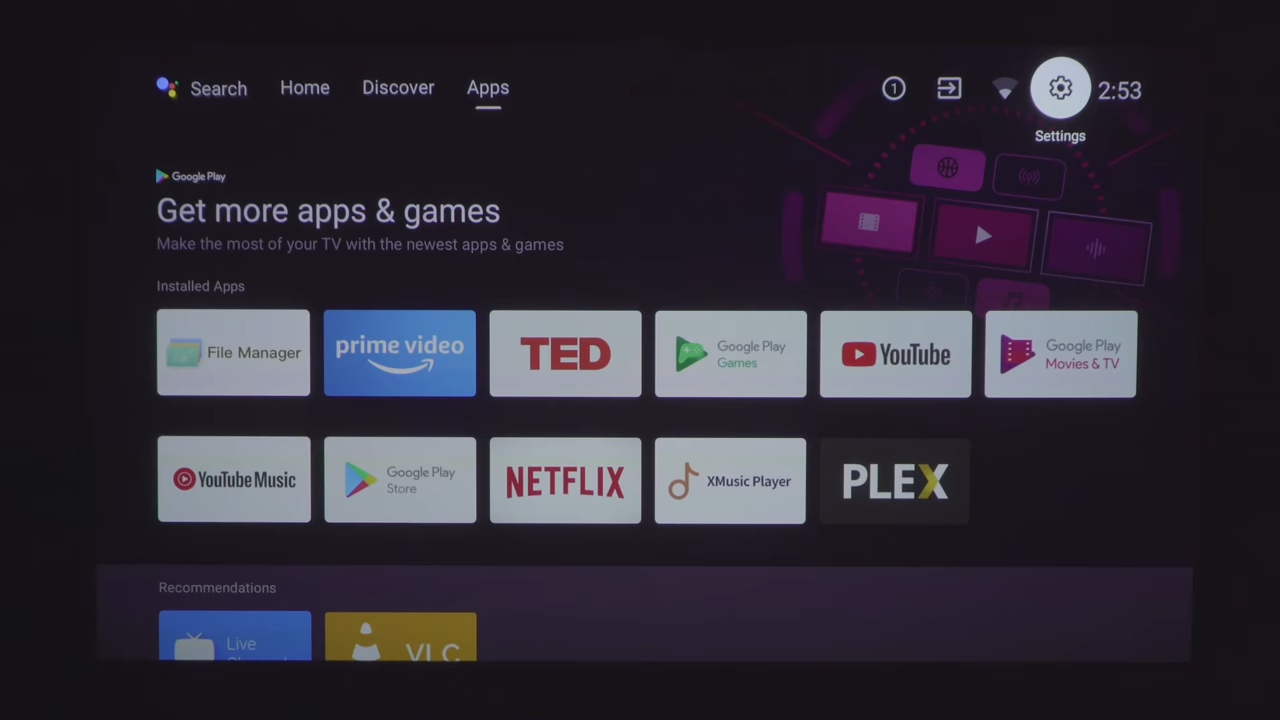 Search Home Discover Apps 1 2:53
Settings
Google Play
Get more apps & games
Make the most of your TV with the newest apps & games
Installed Apps
File Manager
prime video
TED
Google Play
Games
YouTube
Google Play
Movies & TV
YouTube Music
Google Play
Store
NETFLIX
XMusic Player
PLEX
Recommendations
Live
VLC